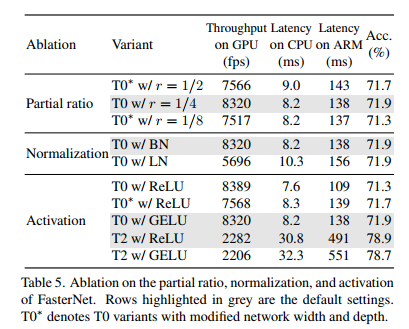 Ablation Variant Throughput on GPU (fps) Latency on CPU (ms) Latency on ARM (ms) Acc. (%)
Partial ratio
T0* w/ r = 1/2 7566 9.0 143 71.7
T0 w/ r = 1/4 8320 8.2 138 71.9
T0* w/ r = 1/8 7517 8.2 137 71.3
Normalization
T0 w/ BN 8320 8.2 138 71.9
T0 w/ LN 5696 10.3 156 71.9
Activation
T0 w/ ReLU 8389 7.6 109 71.3
T0* w/ ReLU 7568 8.3 139 71.7
T0 w/ GELU 8320 8.2 138 71.9
T2 w/ ReLU 2282 30.8 491 78.9
T2 w/ GELU 2206 32.3 551 78.7
Table 5. Ablation on the partial ratio, normalization, and activation
of FasterNet. Rows highlighted in grey are the default settings.
T0* denotes T0 variants with modified network width and depth.